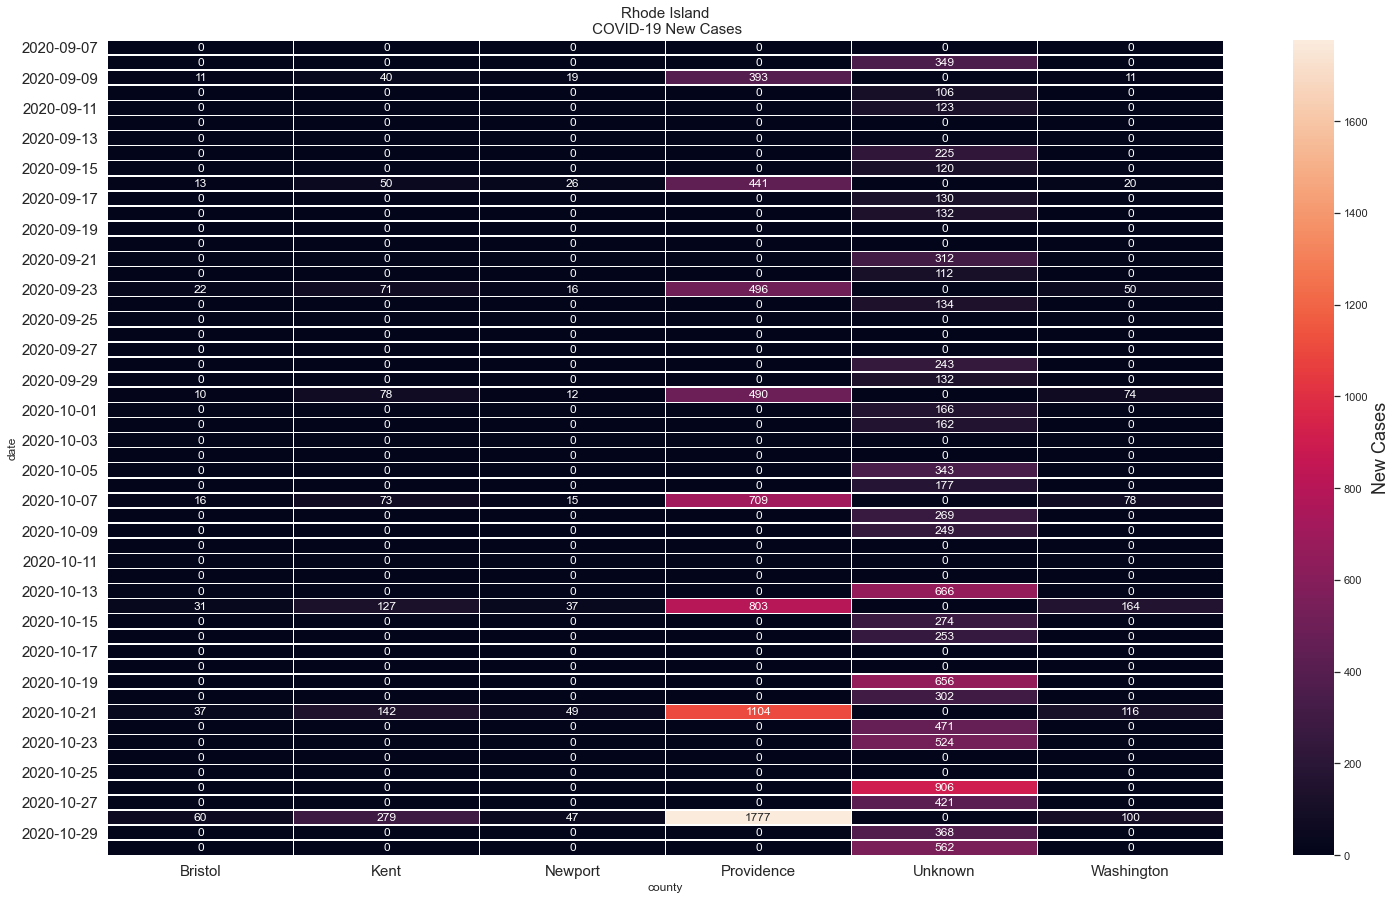 Rhode Island
COVID-19 New Cases
2020-09-07 0 0 0 0 0 0
0 0 0 0 349 0
2020-09-09 11 40 19 393 0 11
0 0 0 0 106 0
2020-09-11 0 0 0 0 123 0
0 0 0 0 0 0
2020-09-13 0 0 0 0 0 0
0 0 0 0 225 0
2020-09-15 0 0 0 0 120 0
13 50 26 441 0 20
2020-09-17 0 0 0 0 130 0
0 0 0 0 132 0
2020-09-19 0 0 0 0 0 0
0 0 0 0 0 0
2020-09-21 0 0 0 0 312 0
0 0 0 0 112 0
2020-09-23 22 71 16 496 0 50
0 0 0 0 134 0
2020-09-25 0 0 0 0 0 0
0 0 0 0 0 0
2020-09-27 0 0 0 0 0 0
0 0 0 0 243 0
2020-09-29 0 0 0 0 132 0
10 78 12 490 0 74
2020-10-01 0 0 0 0 166 0
0 0 0 0 162 0
2020-10-03 0 0 0 0 0 0
0 0 0 0 0 0
2020-10-05 0 0 0 0 343 0
0 0 0 0 177 0
2020-10-07 16 73 15 709 0 78
0 0 0 0 269 0
2020-10-09 0 0 0 0 249 0
0 0 0 0 0 0
2020-10-11 0 0 0 0 0 0
0 0 0 0 0 0
2020-10-13 0 0 0 0 666 0
31 127 37 803 0 164
2020-10-15 0 0 0 0 274 0
0 0 0 0 253 0
2020-10-17 0 0 0 0 0 0
0 0 0 0 0 0
2020-10-19 0 0 0 0 656 0
0 0 0 0 302 0
2020-10-21 37 142 49 1104 0 116
0 0 0 0 471 0
2020-10-23 0 0 0 0 524 0
0 0 0 0 0 0
2020-10-25 0 0 0 0 0 0
0 0 0 0 906 0
2020-10-27 0 0 0 0 421 0
60 279 47 1777 0 100
2020-10-29 0 0 0 0 368 0
0 0 0 0 562 0
Bristol Kent Newport Providence Unknown Washington
county
date
1600
1400
1200
1000
800
600
400
200
0
New Cases